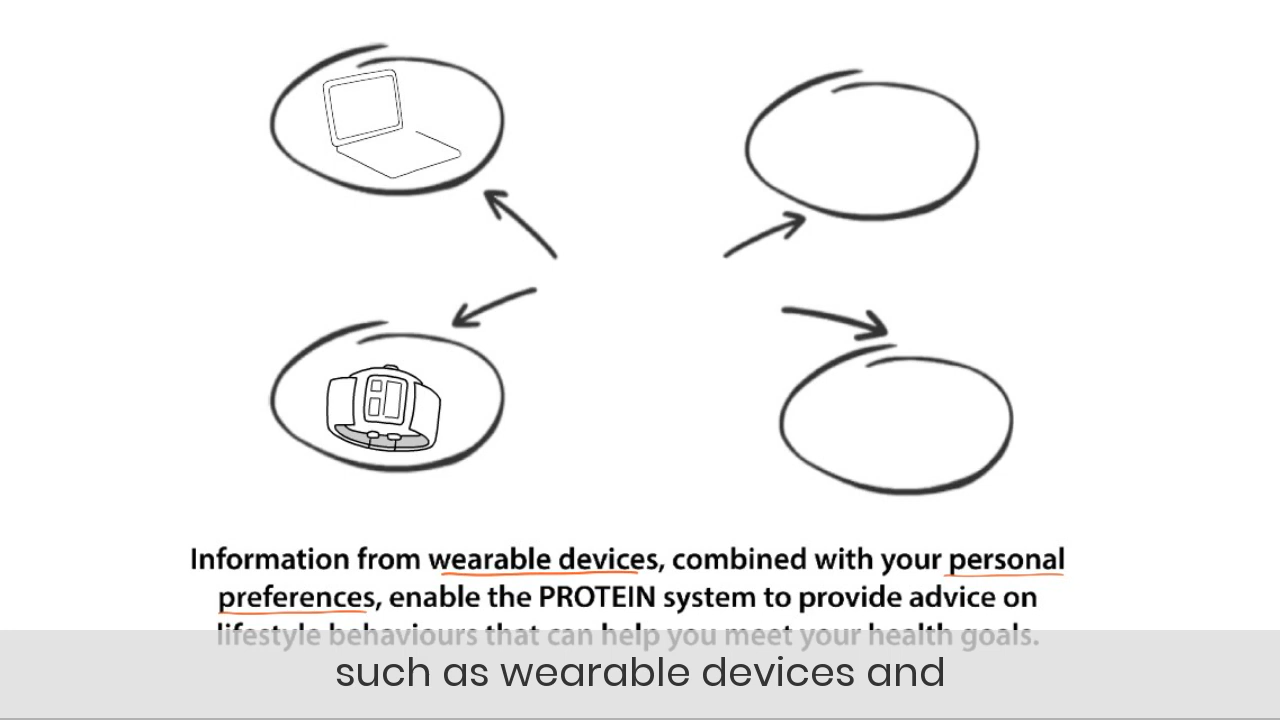 Information from wearable devices, combined with your personal
preferences, enable the PROTEIN system to provide advice on
lifestyle behaviours that can help you meet your health goals.
such as wearable devices and